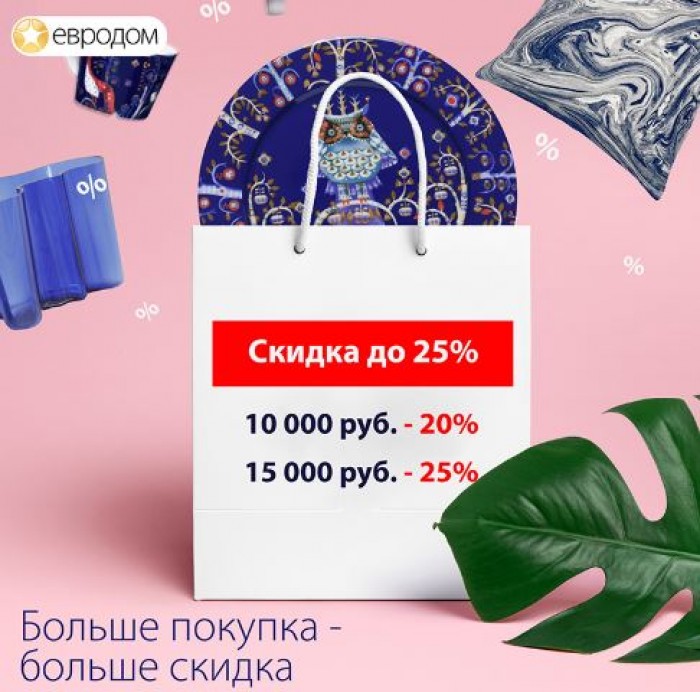 ЕВРОДОМ
%
%
%
%
Скидка до 25%
10 000 руб. - 20%
15 000 руб. - 25%
Больше покупка -
больше скидка